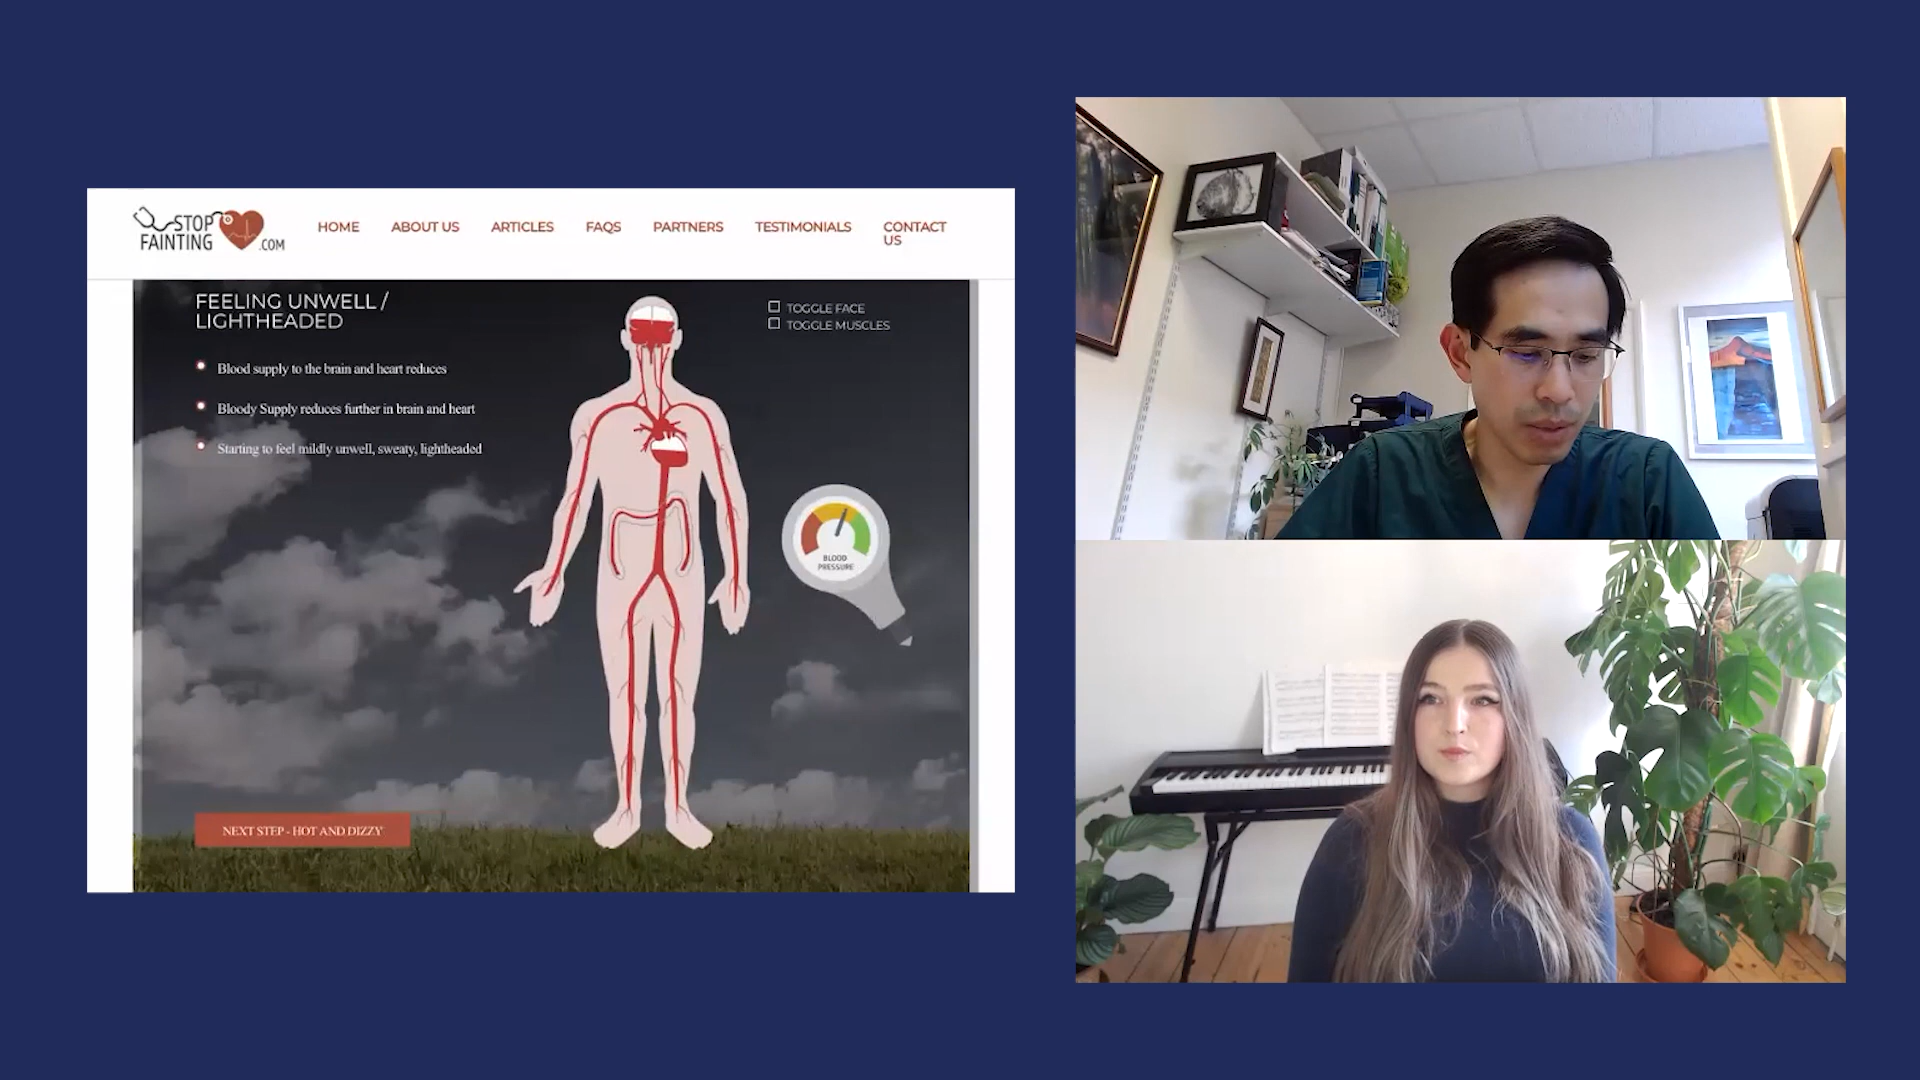 STOP
FAINTING
.COM
HOME
ABOUT US
ARTICLES
FAQS
PARTNERS
TESTIMONIALS
CONTACT
US
FEELING UNWELL /
LIGHTHEADED
Blood supply to the brain and heart reduces
Bloody Supply reduces further in brain and heart
Starting to feel mildly unwell, sweaty, lightheaded
TOGGLE FACE
TOGGLE MUSCLES
BLOOD
PRESSURE
NEXT STEP - HOT AND DIZZY